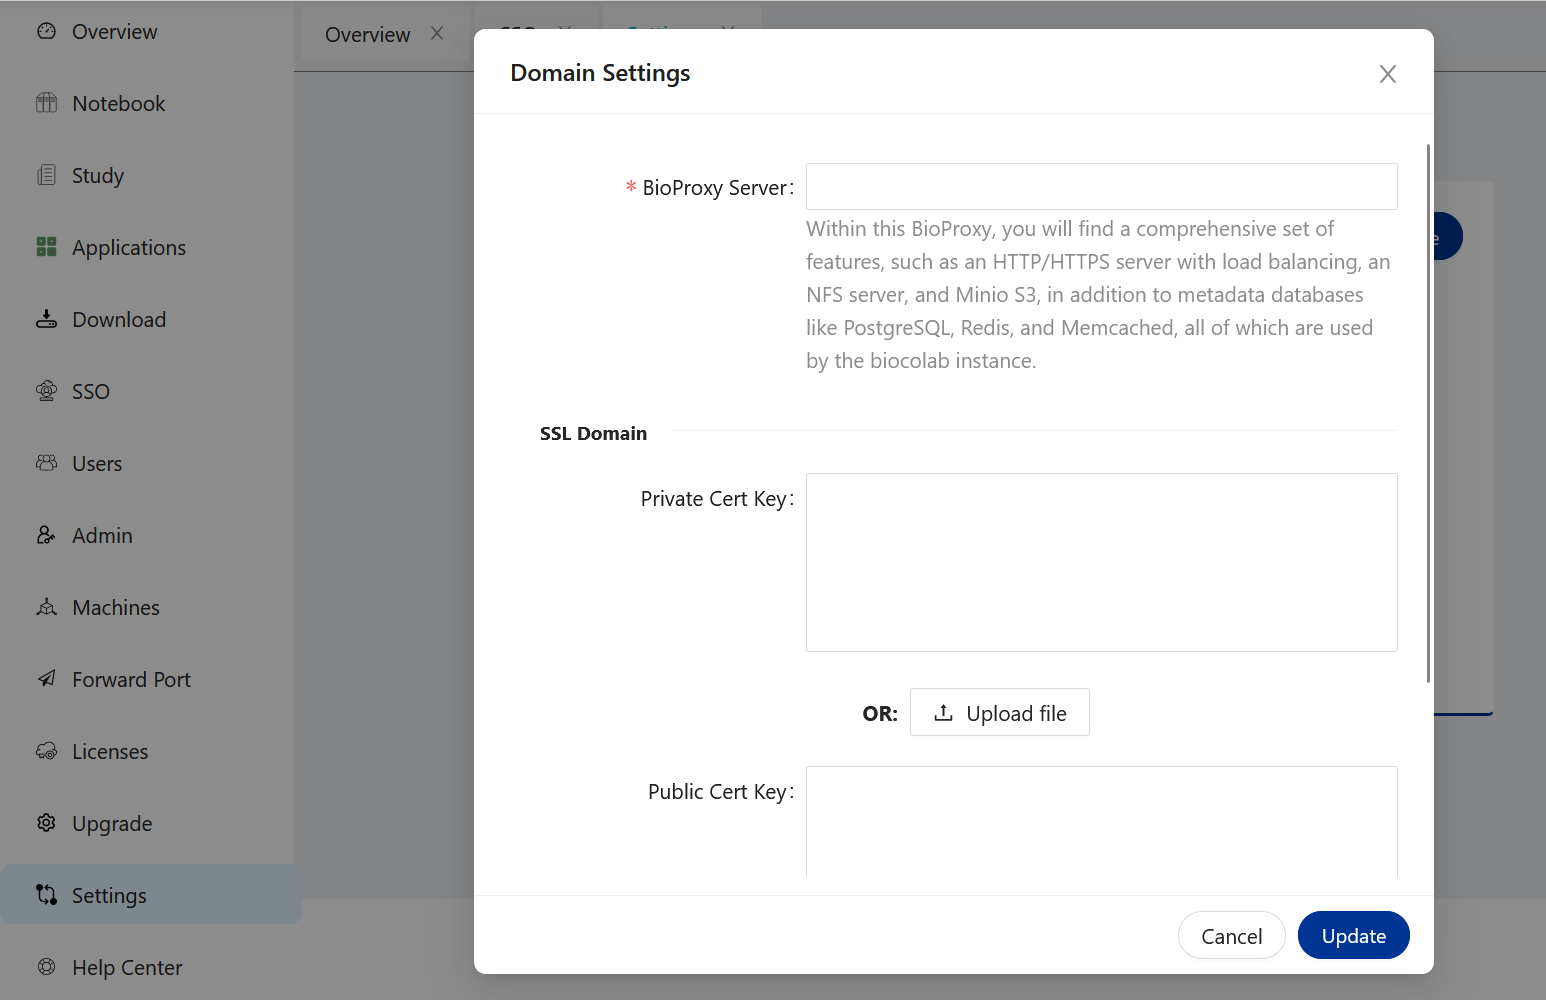 Overview
Notebook
Study
Applications
Download
SSO
Users
Admin
Machines
Forward Port
Licenses
Upgrade
Settings
Help Center
Overview
Domain Settings
* BioProxy Server:
Within this BioProxy, you will find a comprehensive set of
features, such as an HTTP/HTTPS server with load balancing, an
NFS server, and Minio S3, in addition to metadata databases
like PostgreSQL, Redis, and Memcached, all of which are used
by the biocolab instance.
SSL Domain
Private Cert Key:
OR: Upload file
Public Cert Key:
Cancel Update